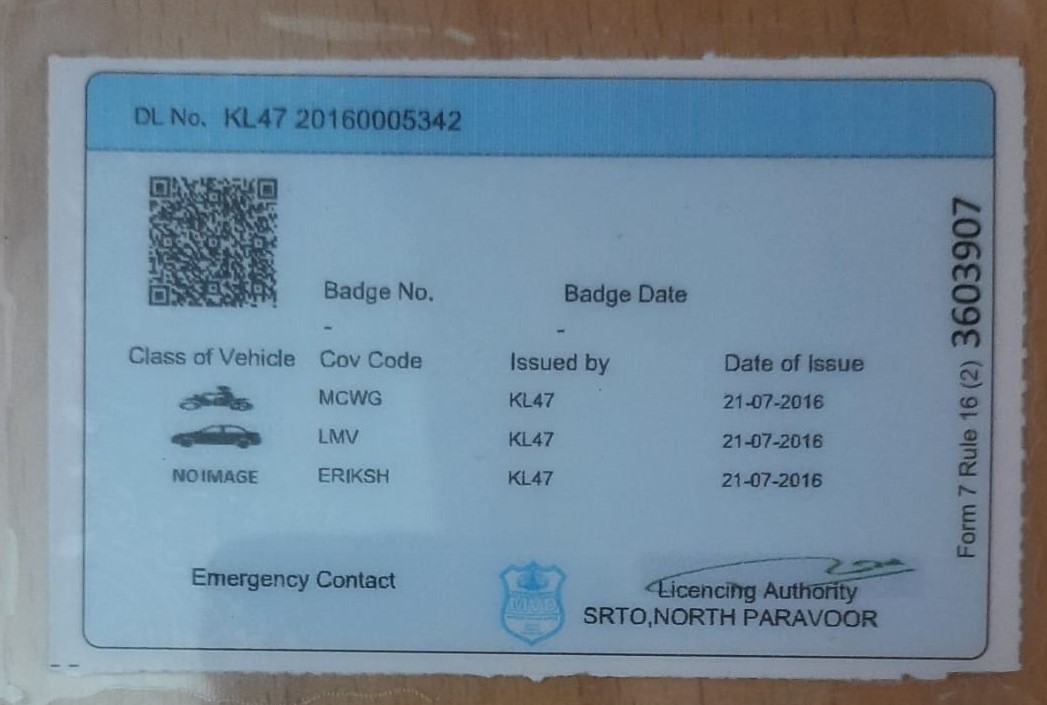 DL No. KL47 20160005342
Badge No. Badge Date
- -
Class of Vehicle Cov Code Issued by Date of Issue
MCWG KL47 21-07-2016
LMV KL47 21-07-2016
NO IMAGE ERIKSH KL47 21-07-2016
Emergency Contact
Licencing Authority
SRTO,NORTH PARAVOOR
Form 7 Rule 16 (2) 3603907